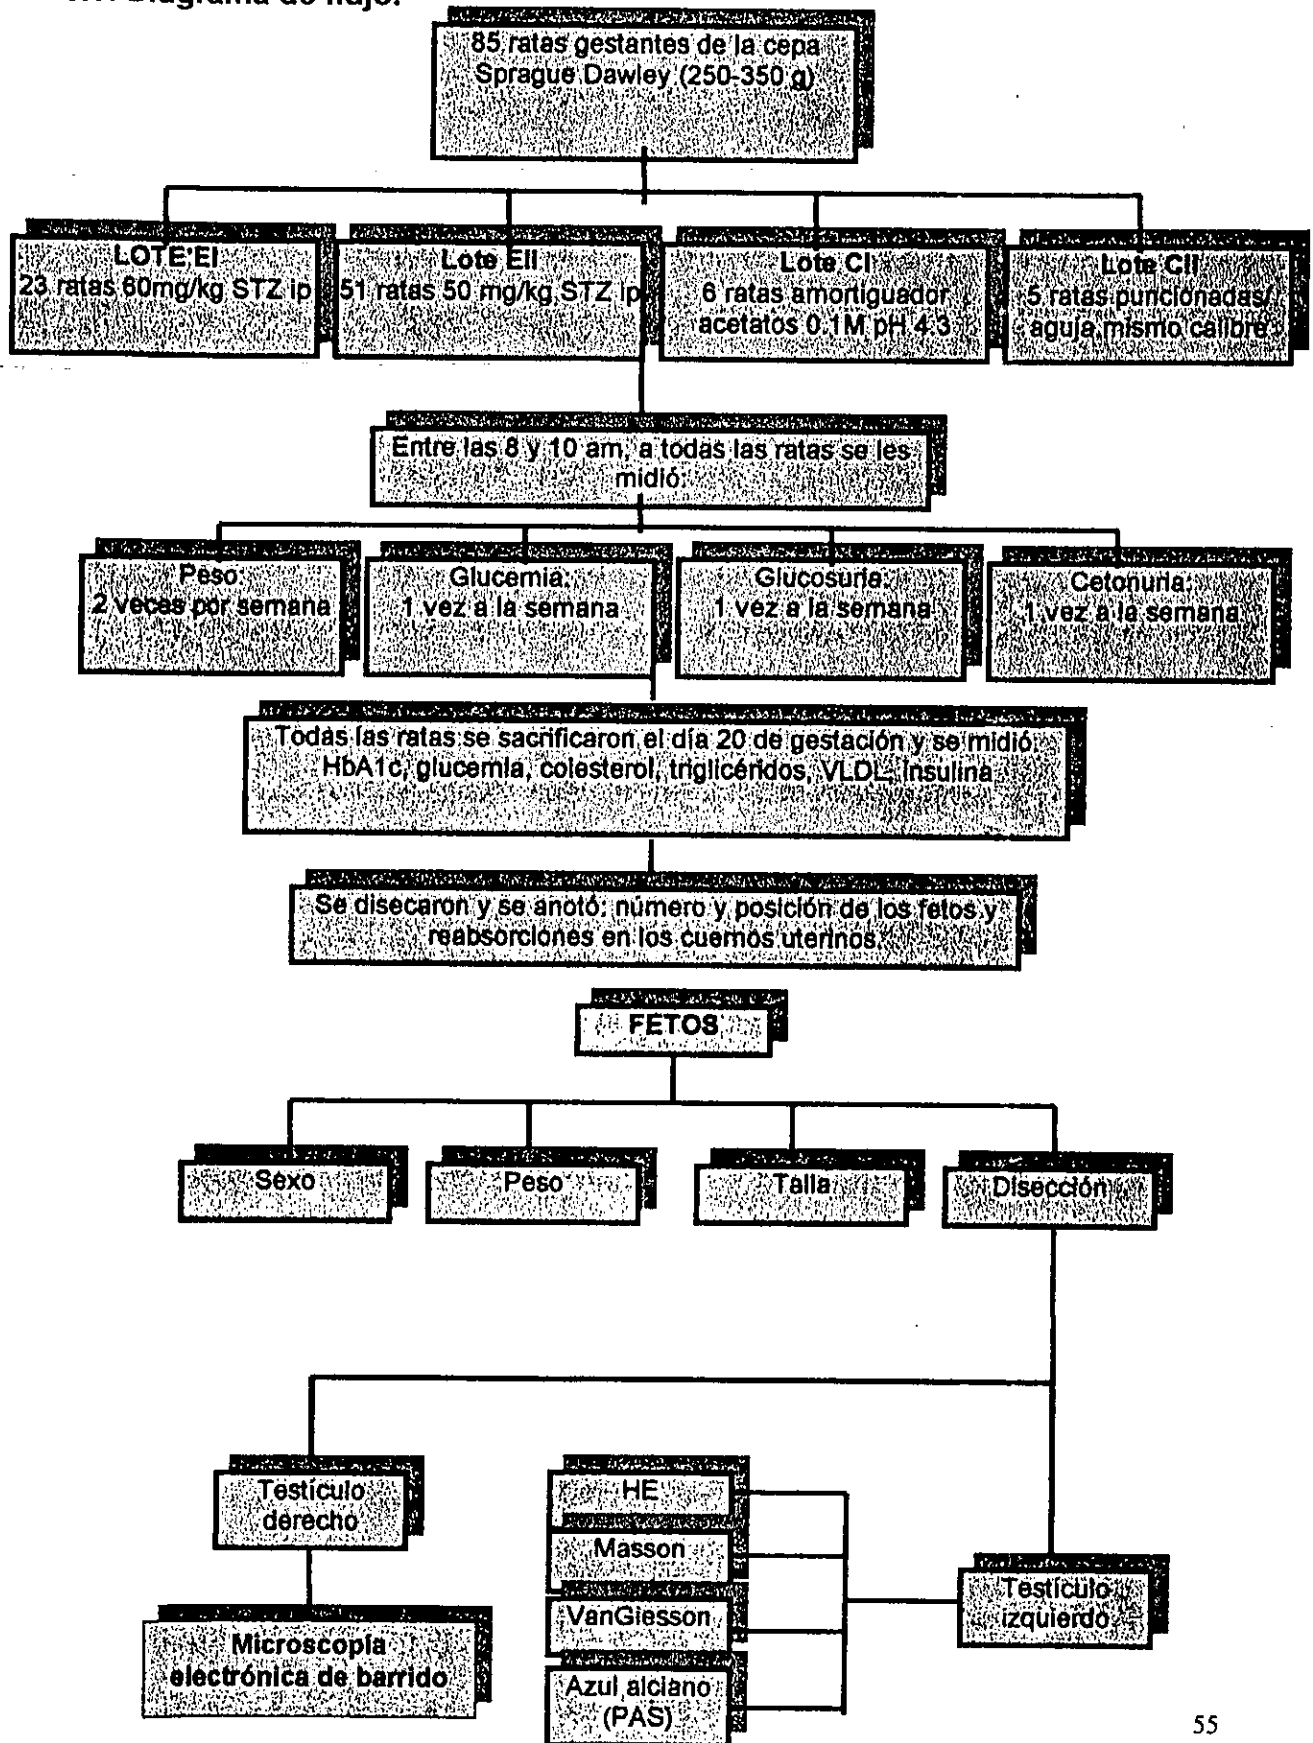 Diagrama de flujo.
85 ratas gestantes de la cepa
Sprague Dawley (250-350 g)
LOTE EI
23 ratas 60mg/kg STZ ip
Lote EII
51 ratas 50 mg/kg STZ ip
Lote CI
6 ratas amortiguador
acetatos 0.1M pH 4.3
Lote CII
5 ratas puncionadas/
aguja mismo calibre
Entre las 8 y 10 am, a todas las ratas se les
midió:
Peso:
2 veces por semana
Glucemia:
1 vez a la semana
Glucosuria:
1 vez a la semana
Cetonuria:
1 vez a la semana
Todas las ratas se sacrificaron el día 20 de gestación y se midió:
HbA1c, glucemia, colesterol, triglicéridos, VLDL, insulina
Se disecaron y se anotó: número y posición de los fetos y
reabsorciones en los cuernos uterinos.
FETOS
Sexo
Peso
Talla
Disección
Testículo
derecho
Microscopía
electrónica de barrido
HE
Masson
VanGiesson
Azul alciano
(PAS)
Testículo
izquierdo
55